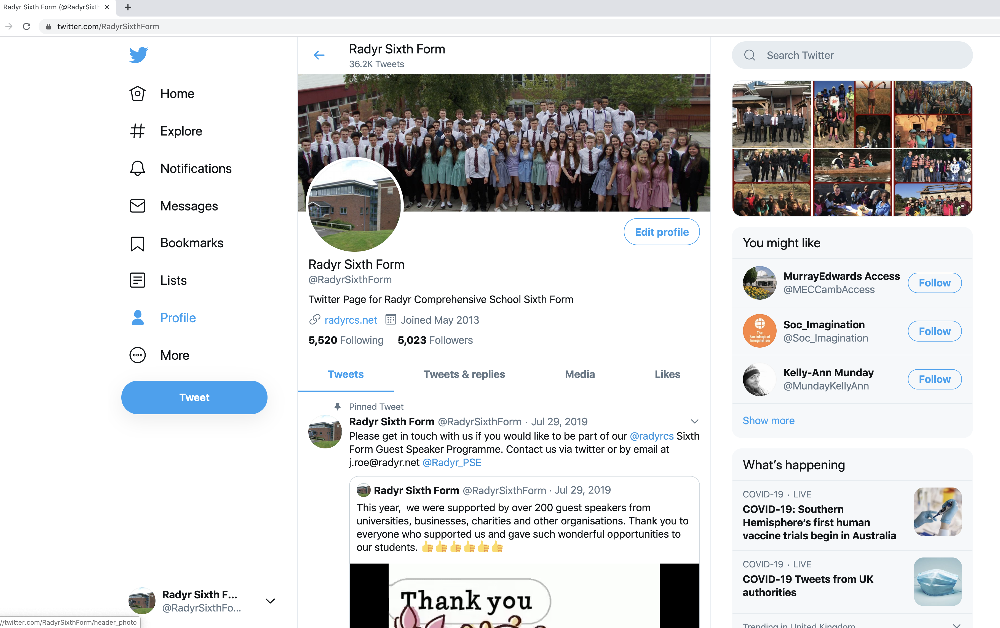 Radyr Sixth Form (@RadyrSixth
twitter.com/RadyrSixthForm
Home
Explore
Notifications
Messages
Bookmarks
Lists
Profile
More
Tweet
Radyr Sixth F...
@RadyrSixthFo...
//twitter.com/RadyrSixthForm/header_photo
Radyr Sixth Form
36.2K Tweets
Edit profile
Radyr Sixth Form
@RadyrSixthForm
Twitter Page for Radyr Comprehensive School Sixth Form
radyrcs.net Joined May 2013
5,520 Following 5,023 Followers
Tweets Tweets & replies Media Likes
Pinned Tweet
Radyr Sixth Form @RadyrSixthForm · Jul 29, 2019
Please get in touch with us if you would like to be part of our @radyrcs Sixth
Form Guest Speaker Programme. Contact us via twitter or by email at
j.roe@radyr.net @Radyr_PSE
Radyr Sixth Form @RadyrSixthForm · Jul 29, 2019
This year, we were supported by over 200 guest speakers from
universities, businesses, charities and other organisations. Thank you to
everyone who supported us and gave such wonderful opportunities to
our students. 👍👍👍👍👍👍
Thank you
Search Twitter
You might like
MurrayEdwards Access
@MECCambAccess
Follow
The
Sociological
Imagination
Soc_Imagination
@Soc_Imagination
Follow
Kelly-Ann Munday
@MundayKellyAnn
Follow
Show more
What's happening
COVID-19 · LIVE
COVID-19: Southern
Hemisphere's first human
vaccine trials begin in Australia
COVID-19 · LIVE
COVID-19 Tweets from UK
authorities
Trending in United Kingdom